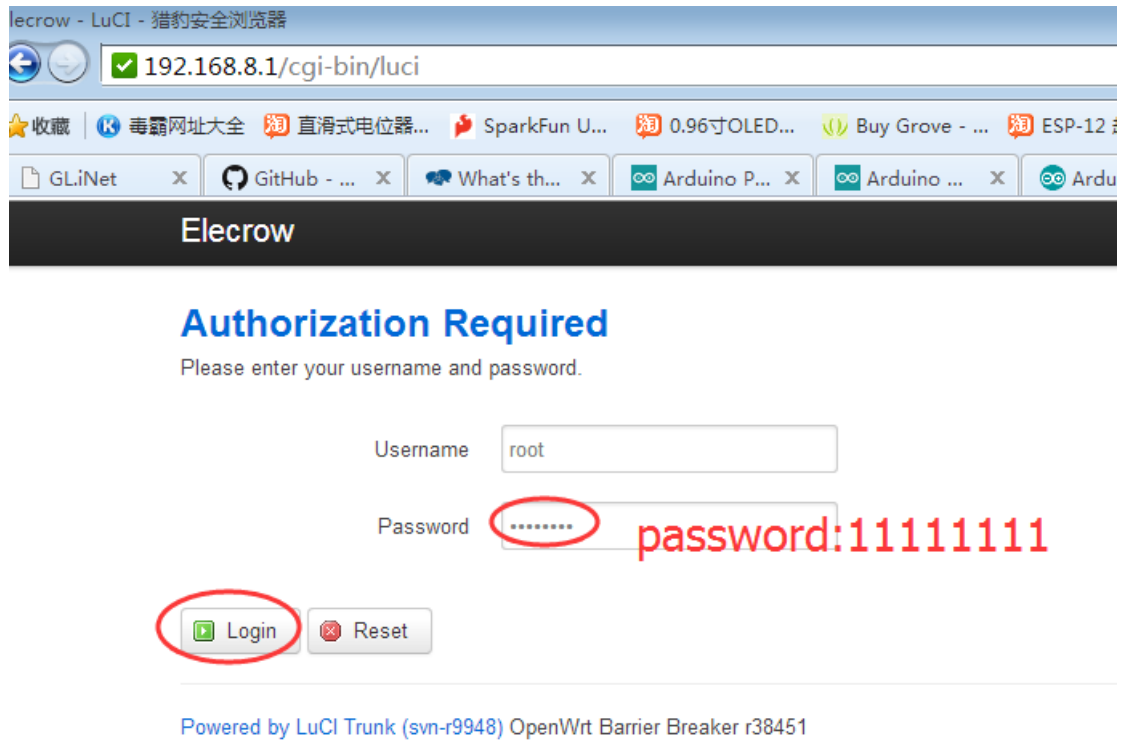 lecrow - LuCI - 猎豹安全浏览器
192.168.8.1/cgi-bin/luci
收藏 毒霸网址大全 直滑式电位器... SparkFun U... 0.96寸OLED... Buy Grove - ... ESP-12
GLiNet x GitHub - ... x What's th... x Arduino P... x Arduino ... x Ardu
Elecrow
Authorization Required
Please enter your username and password.
Username root
Password ••••••••
password:11111111
Login Reset
Powered by LuCI Trunk (svn-r9948) OpenWrt Barrier Breaker r38451